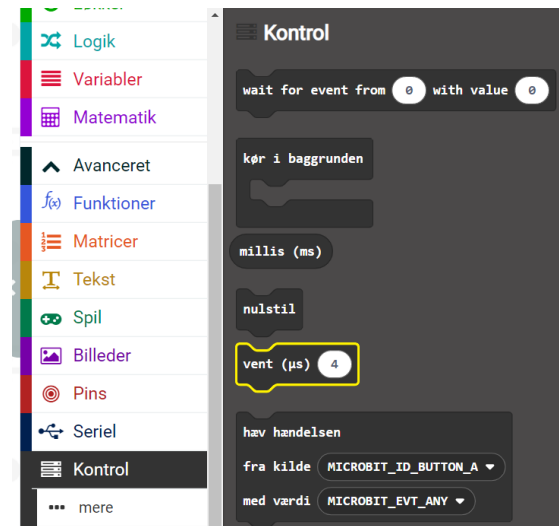 Logik
Variabler
Matematik
Avanceret
f(x) Funktioner
Matricer
Tekst
Spil
Billeder
Pins
Seriel
Kontrol
mere
Kontrol
wait for event from 0 with value 0
kør i baggrunden
millis (ms)
nulstil
vent (µs) 4
hæv hændelsen
fra kilde MICROBIT_ID_BUTTON_A
med værdi MICROBIT_EVT_ANY